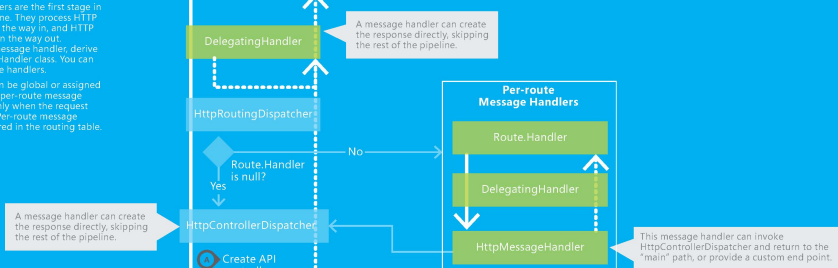 ers are the first stage in
ne. They process HTTP
the way in, and HTTP
n the way out.
essage handler, derive
Handler class. You can
e handlers.
n be global or assigned
per-route message
ly when the request
Per-route message
red in the routing table.
DelegatingHandler
A message handler can create
the response directly, skipping
the rest of the pipeline.
HttpRoutingDispatcher
Route.Handler
is null?
No
Yes
Per-route
Message Handlers
Route.Handler
DelegatingHandler
HttpMessageHandler
A message handler can create
the response directly, skipping
the rest of the pipeline.
HttpControllerDispatcher
A
Create API
This message handler can invoke
HttpControllerDispatcher and return to the
“main” path, or provide a custom end point.